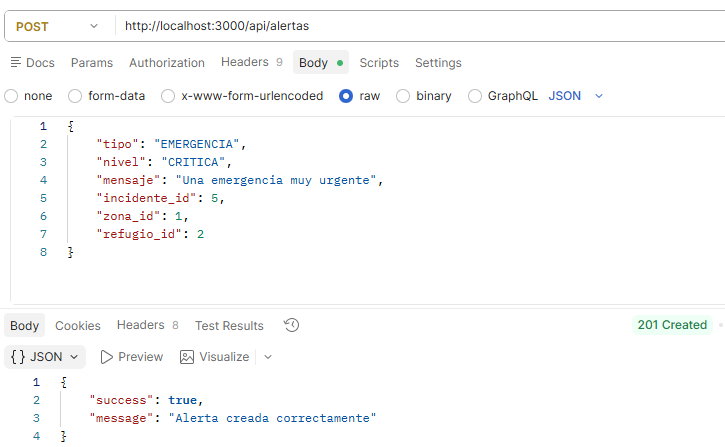 POST http://localhost:3000/api/alertas
Docs Params Authorization Headers 9 Body Scripts Settings
none form-data x-www-form-urlencoded raw binary GraphQL JSON
1 {
2 "tipo": "EMERGENCIA",
3 "nivel": "CRITICA",
4 "mensaje": "Una emergencia muy urgente",
5 "incidente_id": 5,
6 "zona_id": 1,
7 "refugio_id": 2
8 }
Body Cookies Headers 8 Test Results 201 Created
{} JSON Preview Visualize
1 {
2 "success": true,
3 "message": "Alerta creada correctamente"
4 }